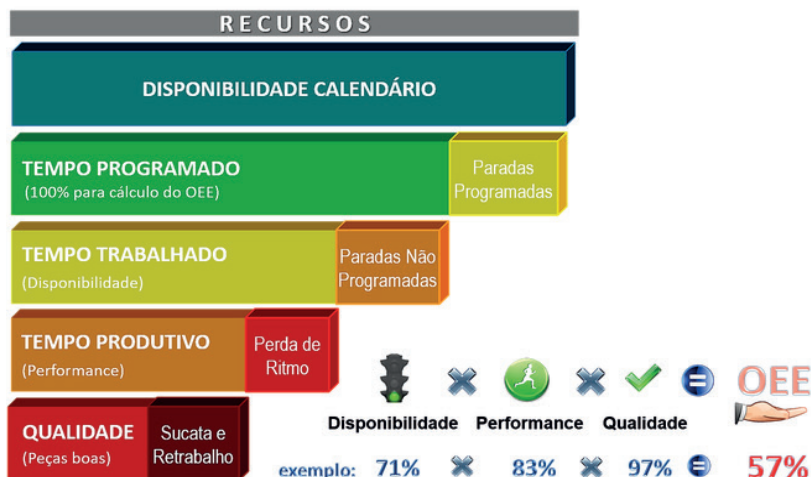 RECURSOS
DISPONIBILIDADE CALENDÁRIO
TEMPO PROGRAMADO
(100% para cálculo do OEE)
Paradas
Programadas
TEMPO TRABALHADO
(Disponibilidade)
Paradas Não
Programadas
TEMPO PRODUTIVO
(Performance)
Perda de
Ritmo
QUALIDADE
(Peças boas)
Sucata e
Retrabalho
OEE
Disponibilidade Performance Qualidade
exemplo: 71% 83% 97% 57%